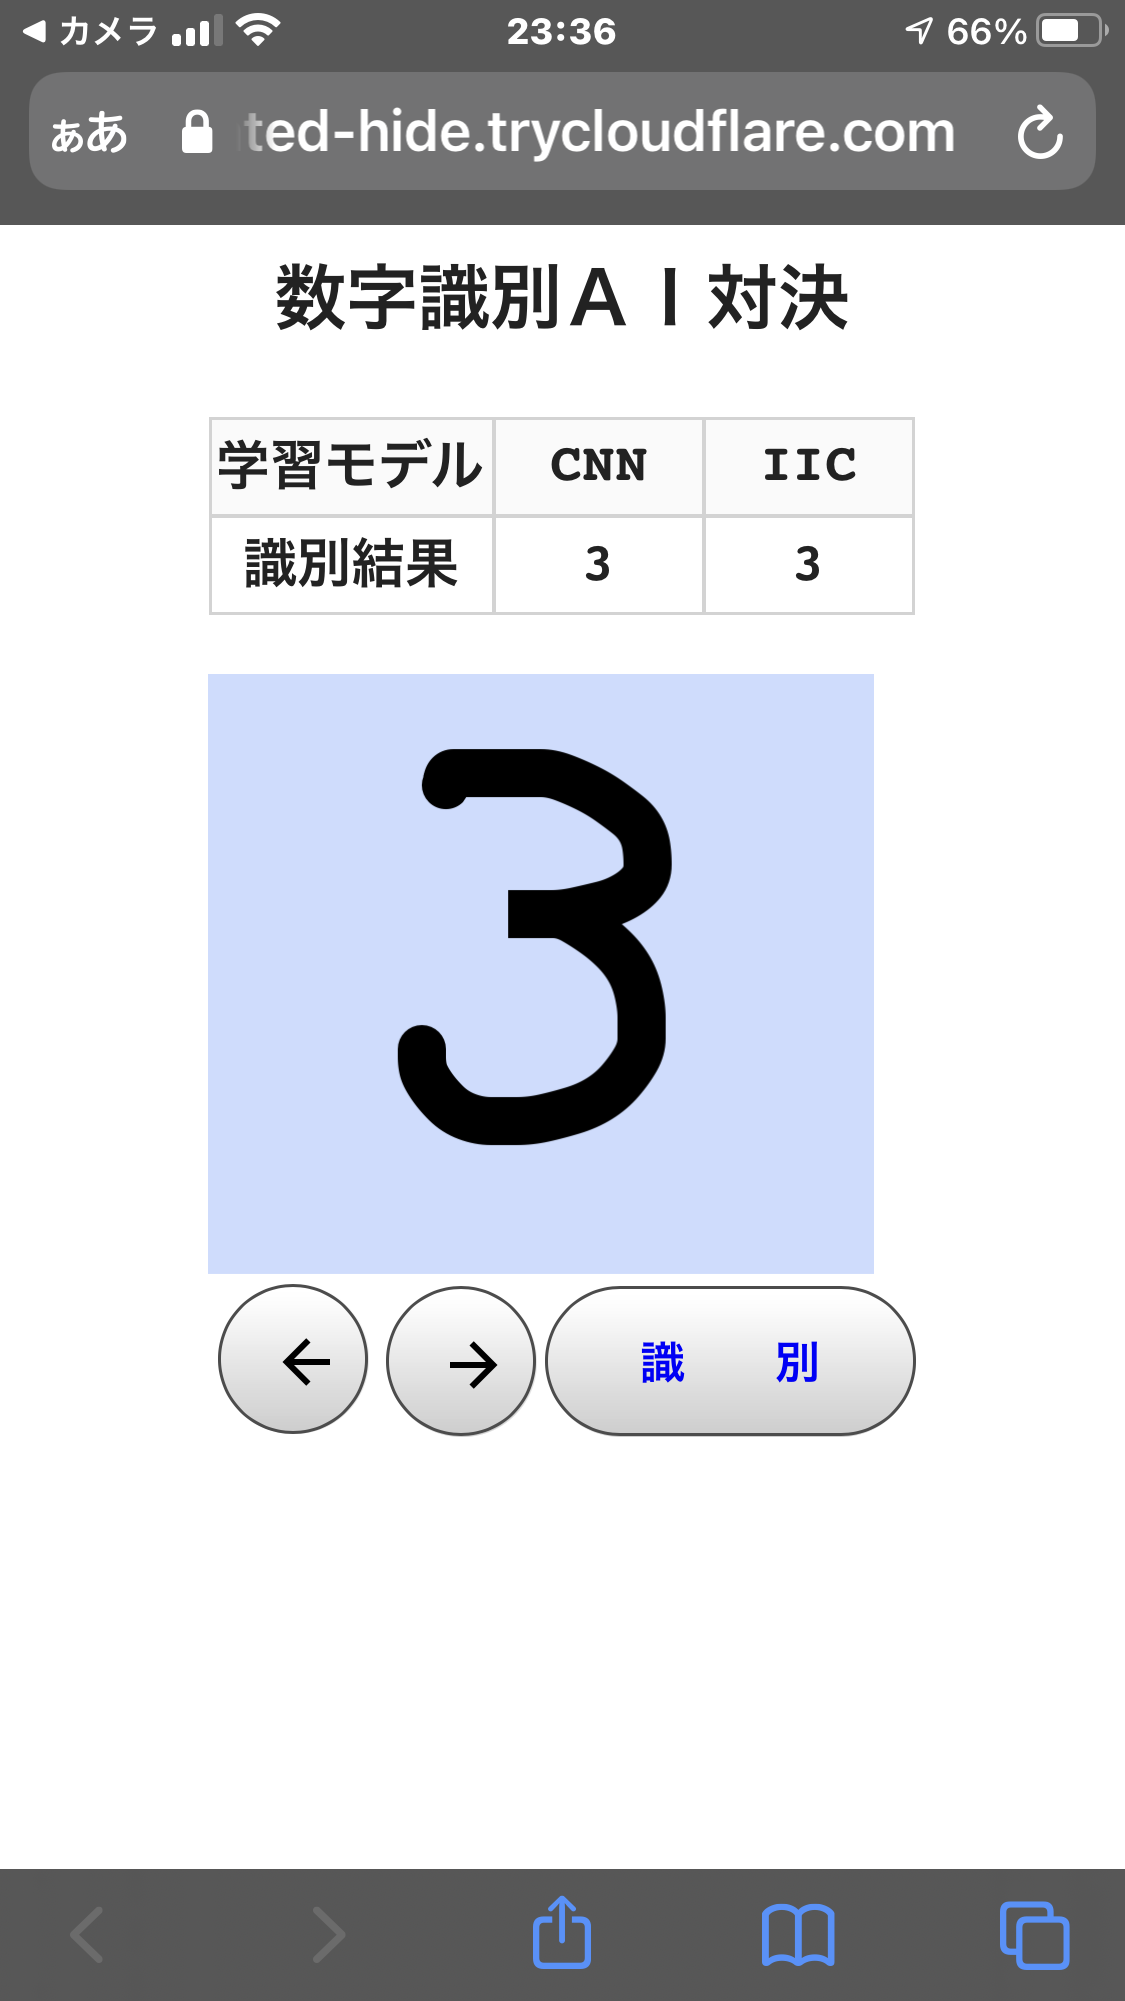 カメラ 23:36 66%
ぁあ ted-hide.trycloudflare.com
数字識別ＡＩ対決
学習モデル CNN IIC
識別結果 3 3
3
← → 識　別